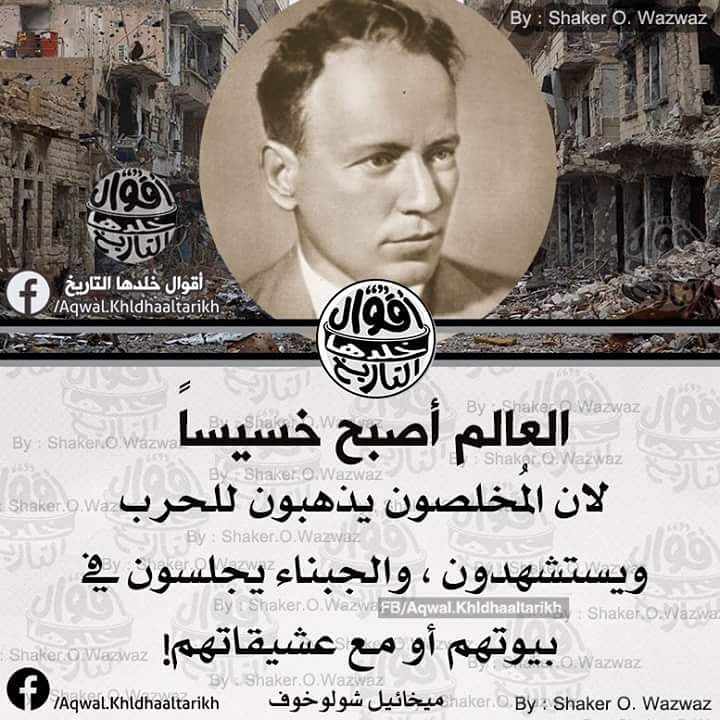 By : Shaker O. Wazwaz
أقوال
خلدها
التاريخ
أقوال خلدها التاريخ
/Aqwal.Khldhaaltarikh
أقوال
خلدها
التاريخ
العالم أصبح خسيساً
لان المُخلصون يذهبون للحرب
ويستشهدون ، والجبناء يجلسون في
FB/Aqwal.Khldhaaltarikh
بيوتهم أو مع عشيقاتهم!
ميخائيل شولوخوف
/Aqwal.Khldhaaltarikh
By : Shaker O. Wazwaz